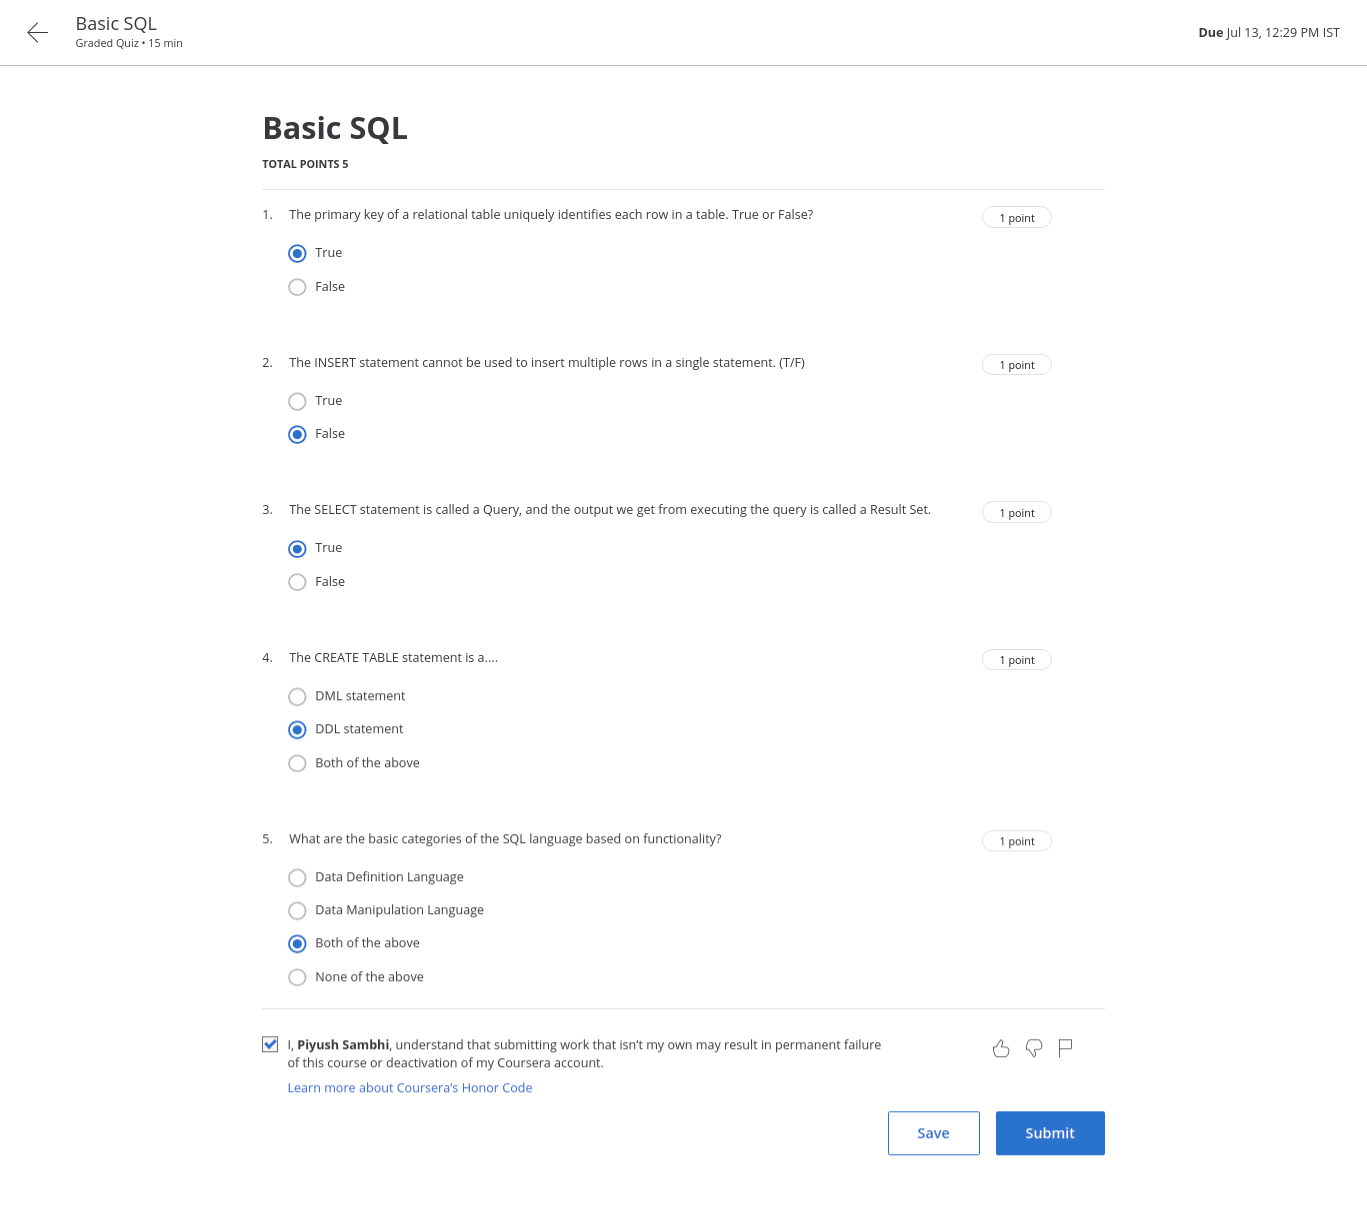 Basic SQL
Graded Quiz • 15 min
Due Jul 13, 12:29 PM IST
Basic SQL
TOTAL POINTS 5
1. The primary key of a relational table uniquely identifies each row in a table. True or False?
1 point
True
False
2. The INSERT statement cannot be used to insert multiple rows in a single statement. (T/F)
1 point
True
False
3. The SELECT statement is called a Query, and the output we get from executing the query is called a Result Set.
1 point
True
False
4. The CREATE TABLE statement is a....
1 point
DML statement
DDL statement
Both of the above
5. What are the basic categories of the SQL language based on functionality?
1 point
Data Definition Language
Data Manipulation Language
Both of the above
None of the above
I, Piyush Sambhi, understand that submitting work that isn’t my own may result in permanent failure
of this course or deactivation of my Coursera account.
Learn more about Coursera’s Honor Code
Save
Submit